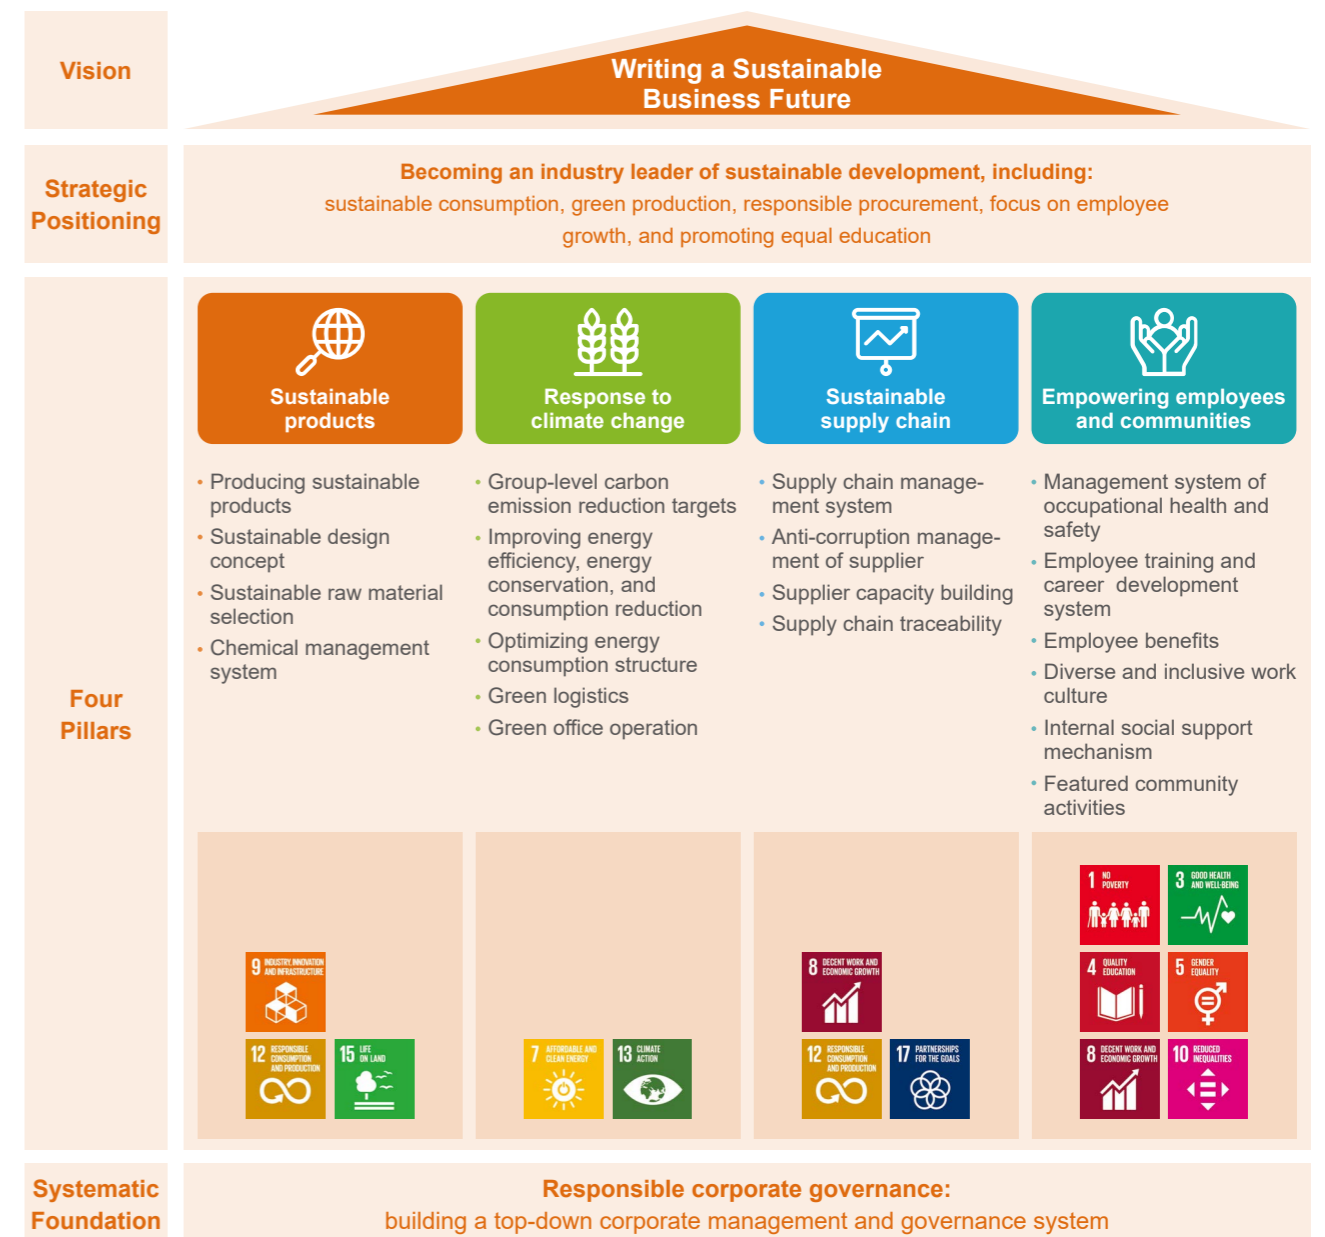 Vision
Writing a Sustainable
Business Future
Strategic
Positioning
Becoming an industry leader of sustainable development, including:
sustainable consumption, green production, responsible procurement, focus on employee
growth, and promoting equal education
Four
Pillars
Sustainable
products
• Producing sustainable
products
• Sustainable design
concept
• Sustainable raw material
selection
• Chemical management
system
9 INDUSTRY, INNOVATION
AND INFRASTRUCTURE
12 RESPONSIBLE
CONSUMPTION
AND PRODUCTION
15 LIFE
ON LAND
Response to
climate change
• Group-level carbon
emission reduction targets
• Improving energy
efficiency, energy
conservation, and
consumption reduction
• Optimizing energy
consumption structure
• Green logistics
• Green office operation
7 AFFORDABLE AND
CLEAN ENERGY
13 CLIMATE
ACTION
Sustainable
supply chain
• Supply chain manage-
ment system
• Anti-corruption manage-
ment of supplier
• Supplier capacity building
• Supply chain traceability
8 DECENT WORK AND
ECONOMIC GROWTH
12 RESPONSIBLE
CONSUMPTION
AND PRODUCTION
17 PARTNERSHIPS
FOR THE GOALS
Empowering employees
and communities
• Management system of
occupational health and
safety
• Employee training and
career development
system
• Employee benefits
• Diverse and inclusive work
culture
• Internal social support
mechanism
• Featured community
activities
1 NO
POVERTY
3 GOOD HEALTH
AND WELL-BEING
4 QUALITY
EDUCATION
5 GENDER
EQUALITY
8 DECENT WORK AND
ECONOMIC GROWTH
10 REDUCED
INEQUALITIES
Systematic
Foundation
Responsible corporate governance:
building a top-down corporate management and governance system